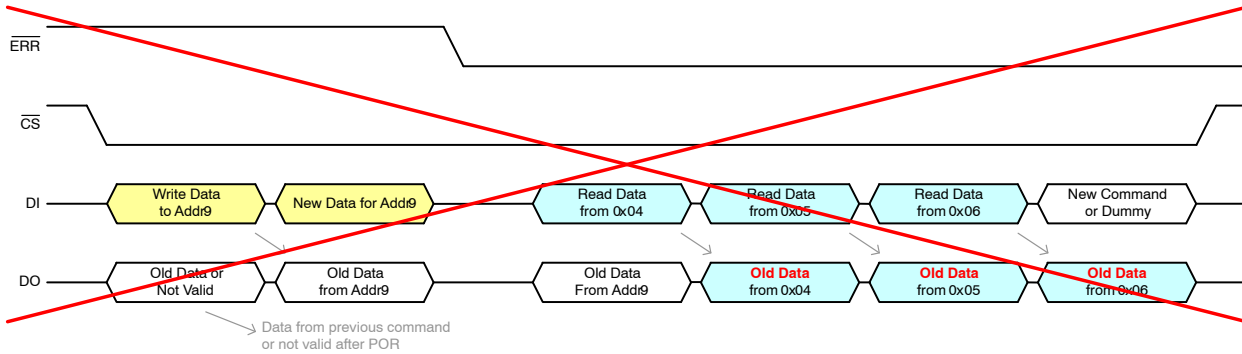 ERR
CS
DI
Write Data
to Addr9
New Data for Addr9
Read Data
from 0x04
Read Data
from 0x05
Read Data
from 0x06
New Command
or Dummy
DO
Old Data or
Not Valid
Old Data
from Addr9
Old Data
From Addr9
Old Data
from 0x04
Old Data
from 0x05
Old Data
from 0x06
Data from previous command
or not valid after POR